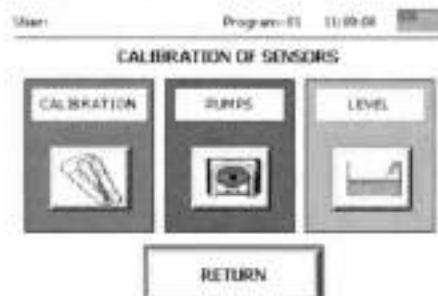 User: Program: 01 11:09:08
CALIBRATION OF SENSORS
CALIBRATION PUMPS LEVEL
RETURN